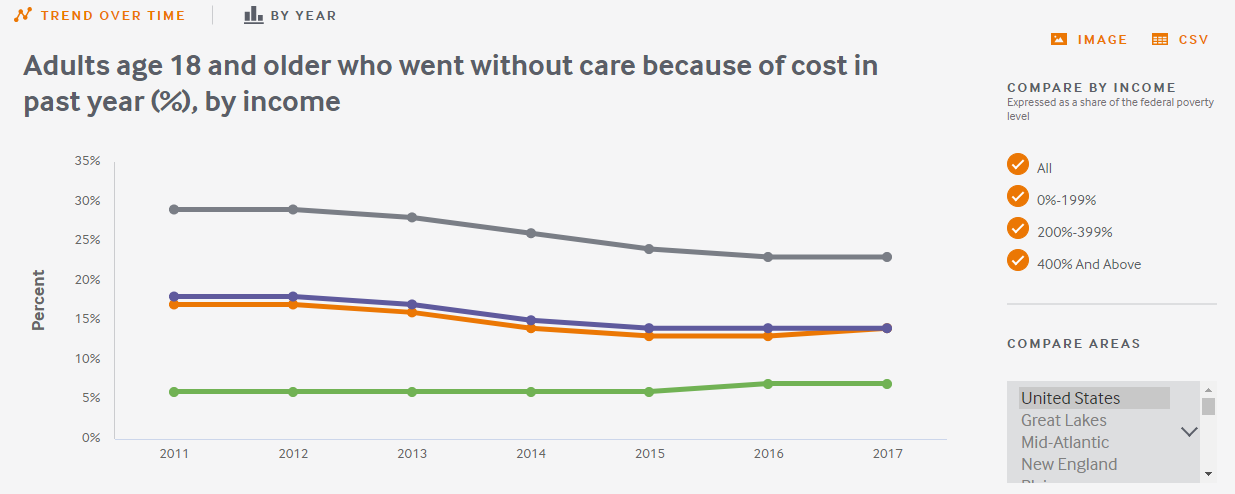 TREND OVER TIME
BY YEAR
IMAGE
CSV
Adults age 18 and older who went without care because of cost in
past year (%), by income
COMPARE BY INCOME
Expressed as a share of the federal poverty
level
All
0%-199%
200%-399%
400% And Above
COMPARE AREAS
United States
Great Lakes
Mid-Atlantic
New England
Percent
35%
30%
25%
20%
15%
10%
5%
0%
2011
2012
2013
2014
2015
2016
2017